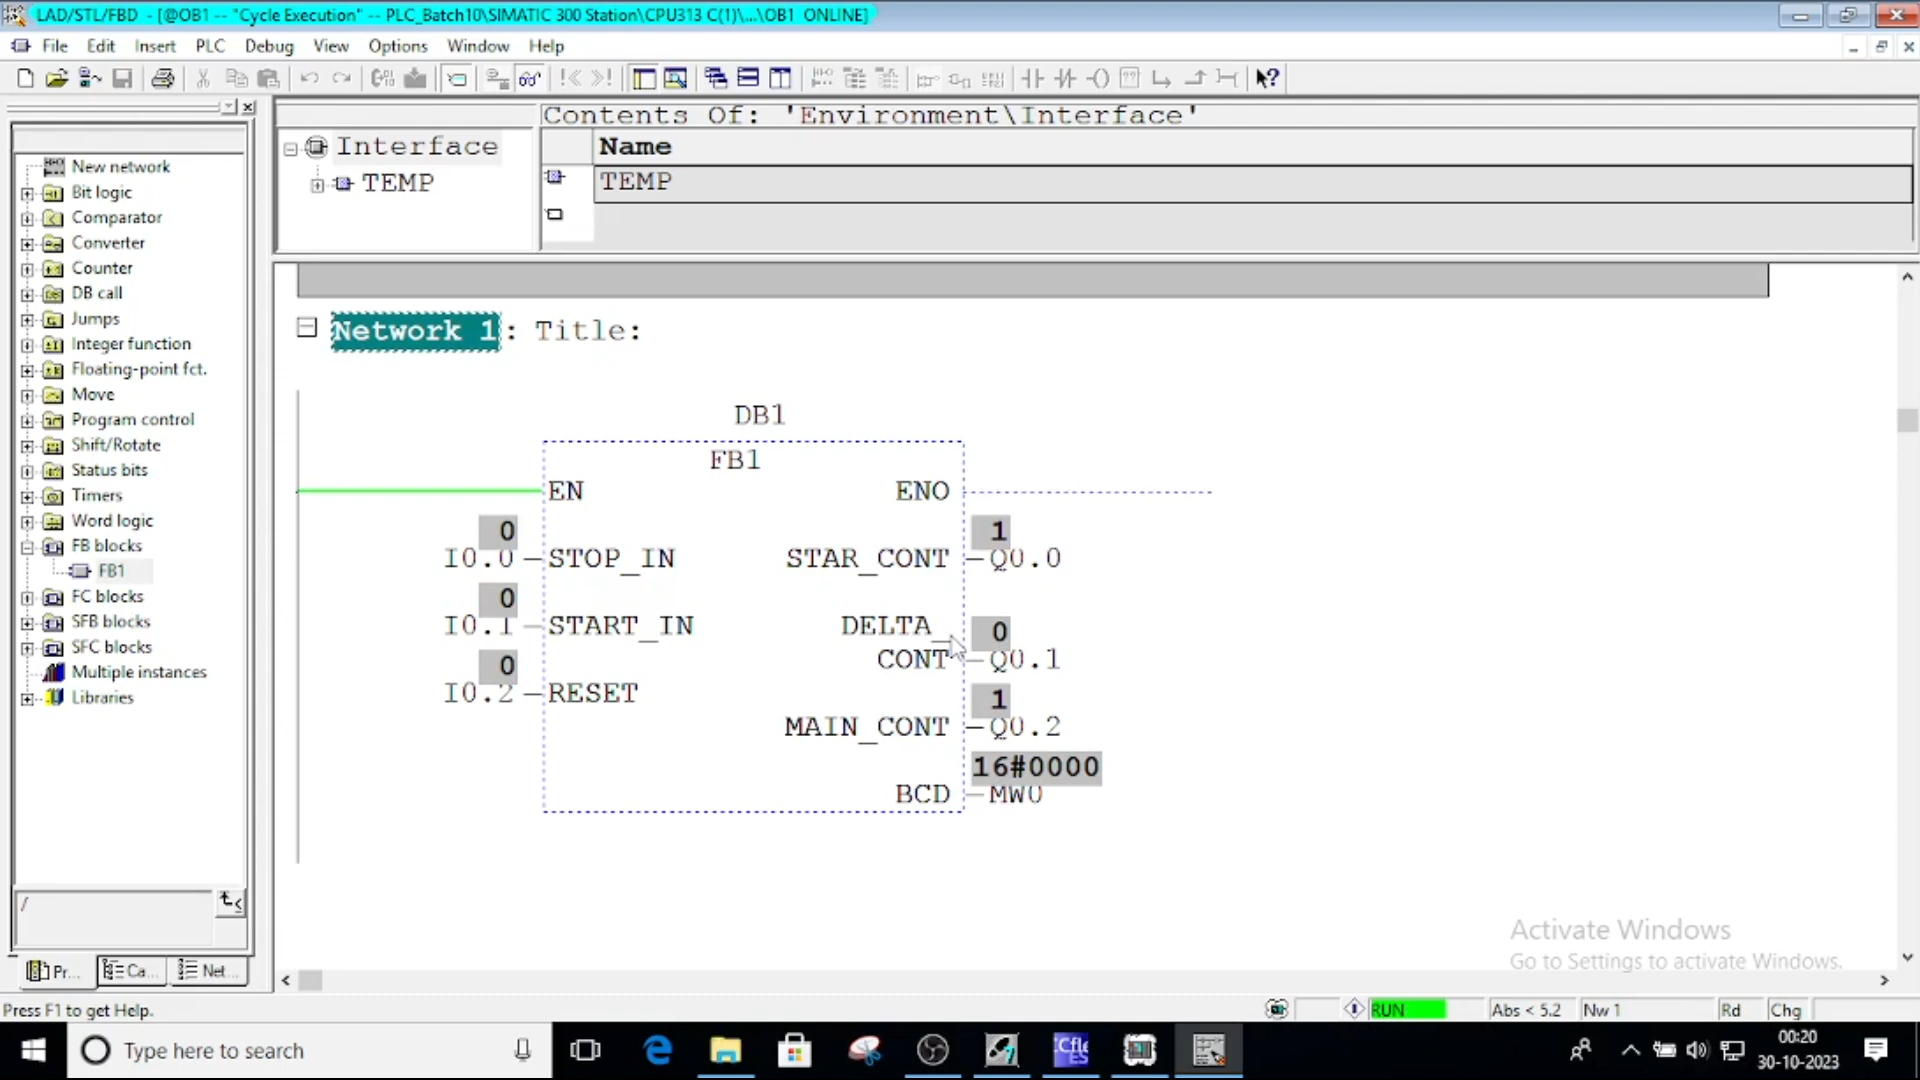 LAD/STL/FBD - [@OB1 -- "Cycle Execution" -- PLC_Batch10\SIMATIC 300 Station\CPU313 C(1)\...\OB1 ONLINE]
File Edit Insert PLC Debug View Options Window Help
Contents Of: 'Environment\Interface'
Interface
TEMP
Name
TEMP
New network
Bit logic
Comparator
Converter
Counter
DB call
Jumps
Integer function
Floating-point fct.
Move
Program control
Shift/Rotate
Status bits
Timers
Word logic
FB blocks
FB1
FC blocks
SFB blocks
SFC blocks
Multiple instances
Libraries
/
Pr... Ca... Net...
Network 1: Title:
DB1
FB1
EN ENO
0 1
I0.0 STOP_IN STAR_CONT Q0.0
0
I0.1 START_IN DELTA_ 0
CONT Q0.1
0
I0.2 RESET
1
MAIN_CONT Q0.2
16#0000
BCD MW0
Activate Windows
Go to Settings to activate Windows.
Press F1 to get Help.
RUN Abs < 5.2 Nw 1 Rd Chg
Type here to search
00:20
30-10-2023